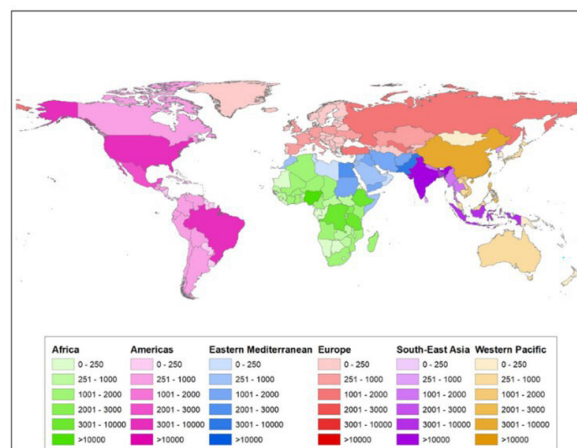 Africa Americas Eastern Mediterranean Europe South-East Asia Western Pacific
0 - 250 0 - 250 0 - 250 0 - 250 0 - 250 0 - 250
251 - 1000 251 - 1000 251 - 1000 251 - 1000 251 - 1000 251 - 1000
1001 - 2000 1001 - 2000 1001 - 2000 1001 - 2000 1001 - 2000 1001 - 2000
2001 - 3000 2001 - 3000 2001 - 3000 2001 - 3000 2001 - 3000 2001 - 3000
3001 - 10000 3001 - 10000 3001 - 10000 3001 - 10000 3001 - 10000 3001 - 10000
>10000 >10000 >10000 >10000 >10000 >10000